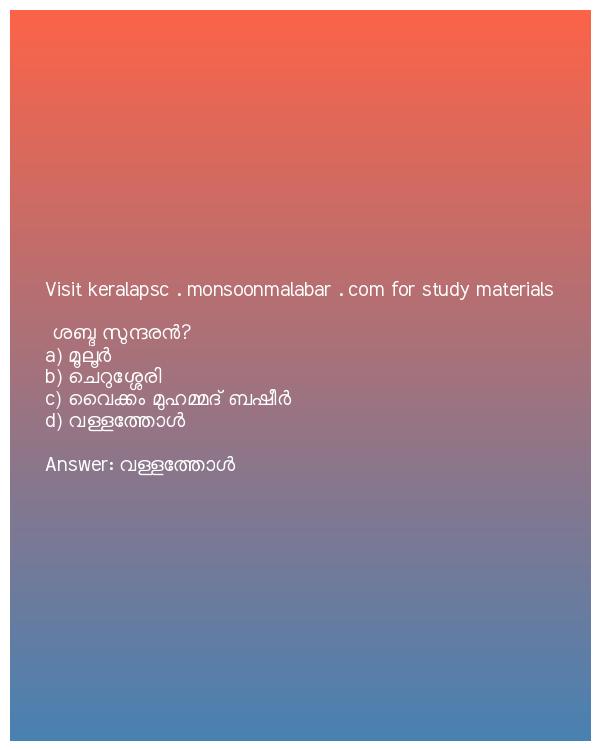 Visit keralapsc . monsoonmalabar . com for study materials
ശബ്ദ സുന്ദരൻ?
a) മൂലൂർ
b) ചെറുശ്ശേരി
c) വൈക്കം മുഹമ്മദ് ബഷീർ
d) വള്ളത്തോൾ
Answer: വള്ളത്തോൾ